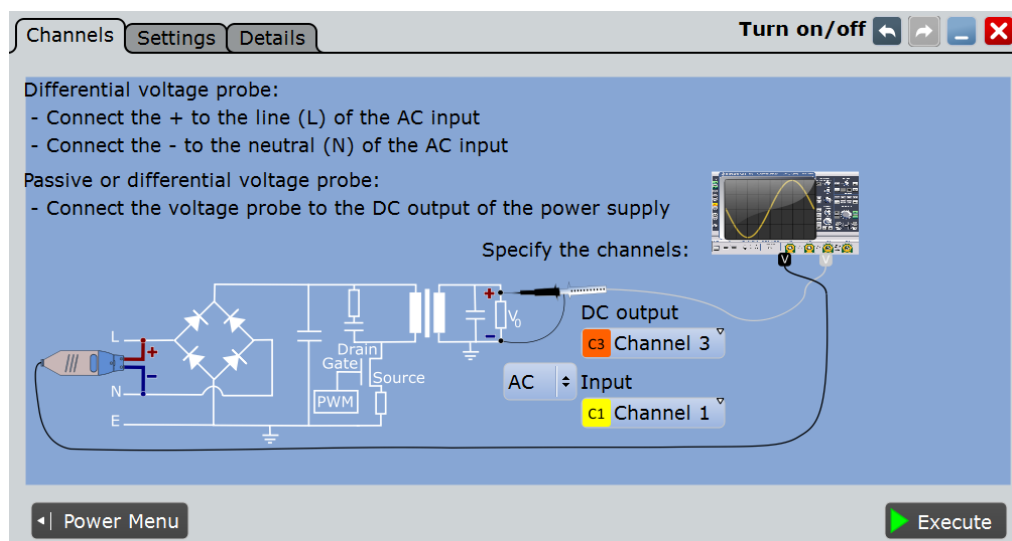 Channels Settings Details Turn on/off
Differential voltage probe:
- Connect the + to the line (L) of the AC input
- Connect the - to the neutral (N) of the AC input
Passive or differential voltage probe:
- Connect the voltage probe to the DC output of the power supply
Specify the channels:
V V
+
V₀
-
DC output
C3 Channel 3
L
+
-
N
E
Drain
Gate
Source
PWM
AC Input
C1 Channel 1
Power Menu Execute